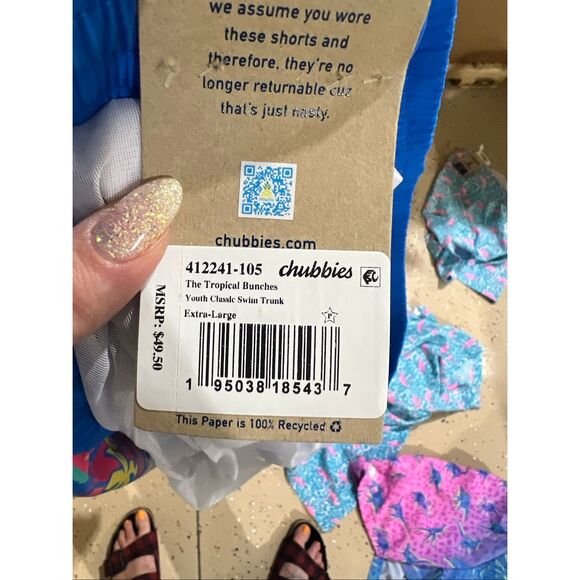 we assume you wore
these shorts and
therefore, they're no
longer returnable cuz
that's just nasty.
chubbies.com
412241-105 chubbies
The Tropical Bunches
Youth Classic Swim Trunk
Extra-Large
P
MSRP: $49.50
1 95038 18543 7
This Paper is 100% Recycled